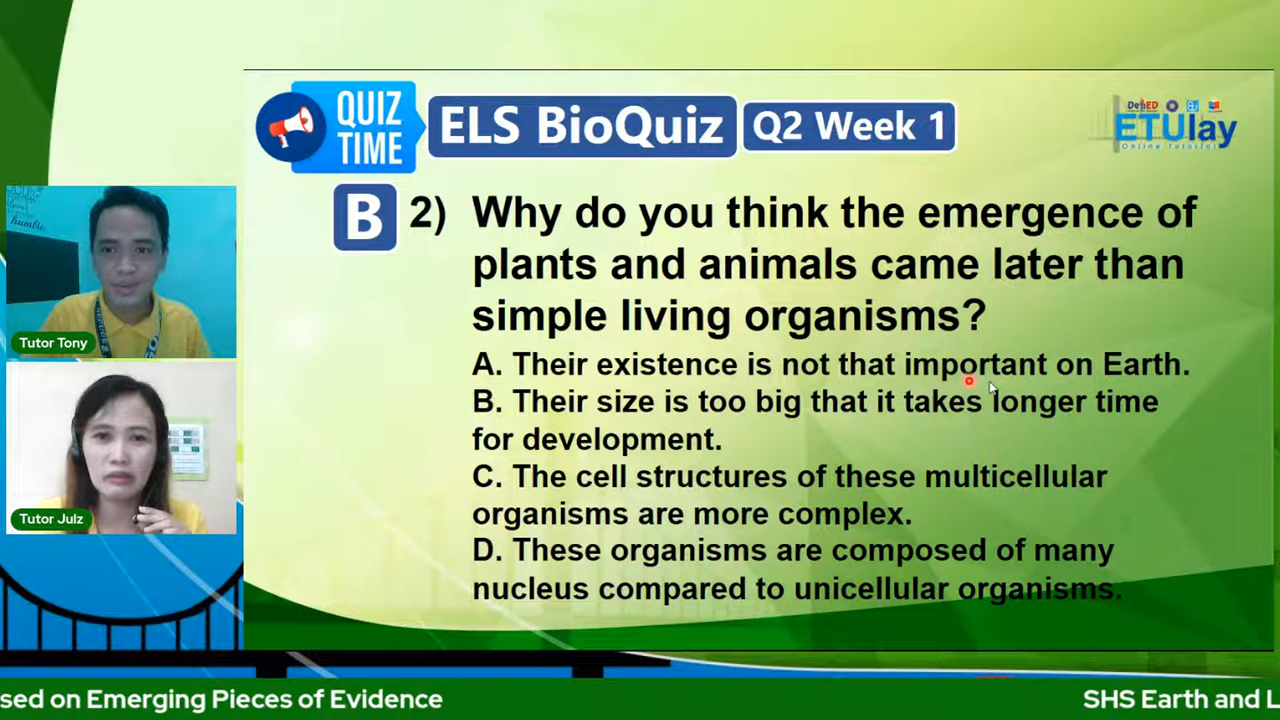 QUIZ
TIME
ELS BioQuiz
Q2 Week 1
DepED
ETUlay
Online Tutorial
B
2) Why do you think the emergence of
plants and animals came later than
simple living organisms?
A. Their existence is not that important on Earth.
B. Their size is too big that it takes longer time
for development.
C. The cell structures of these multicellular
organisms are more complex.
D. These organisms are composed of many
nucleus compared to unicellular organisms.
humble
Tutor Tony
Tutor Julz
sed on Emerging Pieces of Evidence
SHS Earth and L